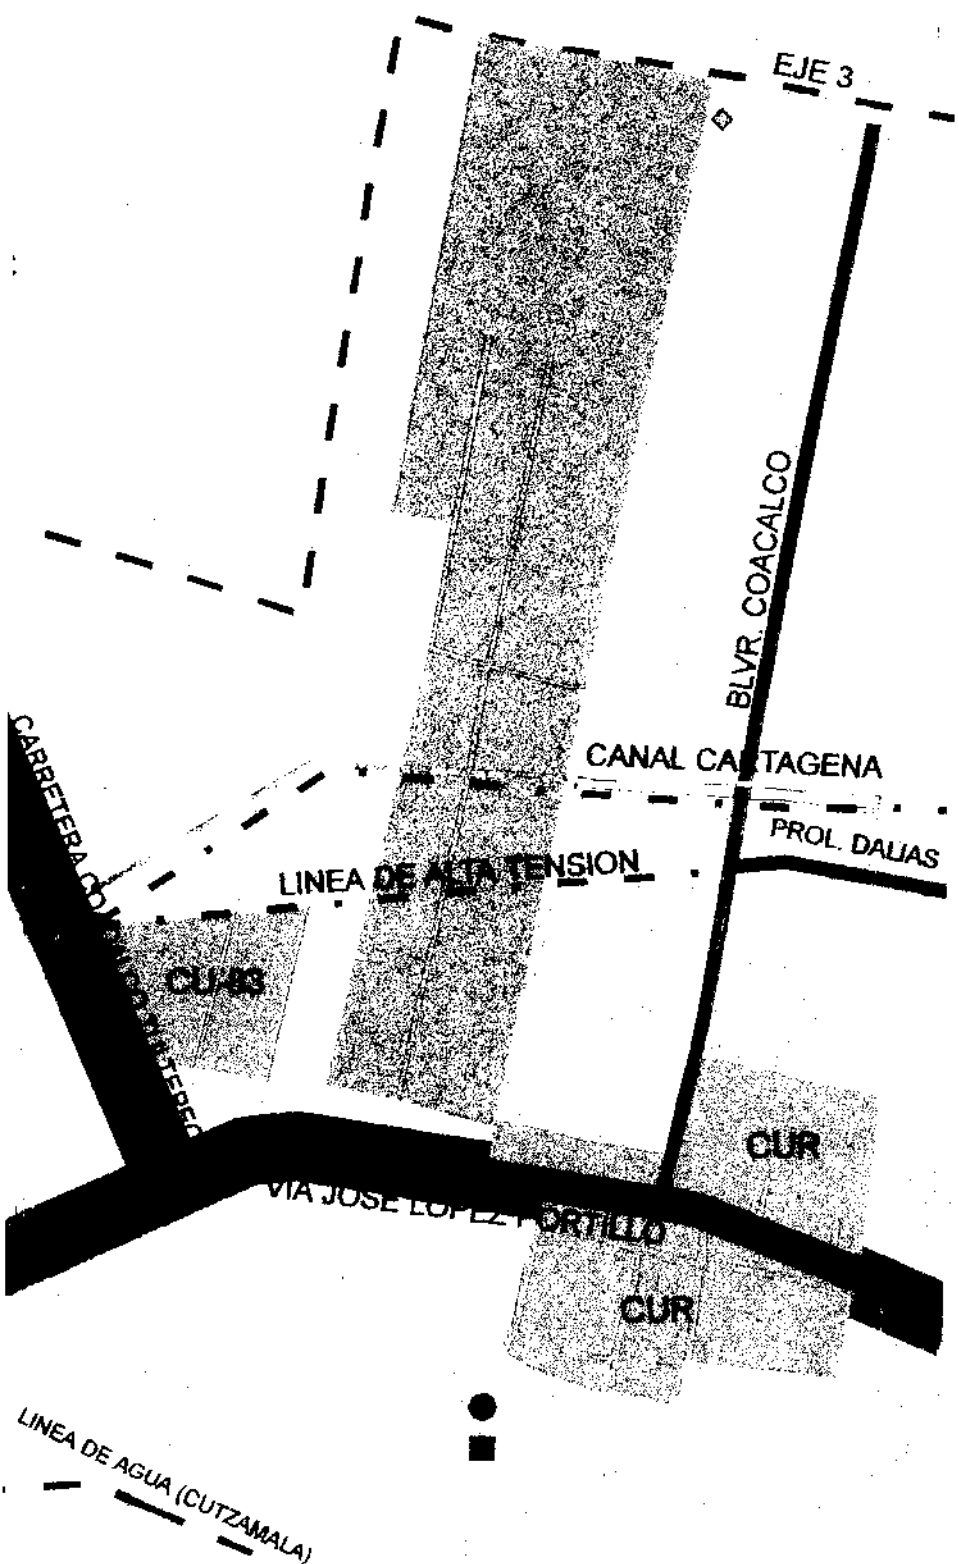 EJE 3
BLVR. COACALCO
CANAL CARTAGENA
PROL. DALIAS
LINEA DE ALTA TENSION
CARRETERA
CU-93
CUR
VIA JOSE LOPEZ PORTILLO
CUR
LINEA DE AGUA (CUTZAMALA)